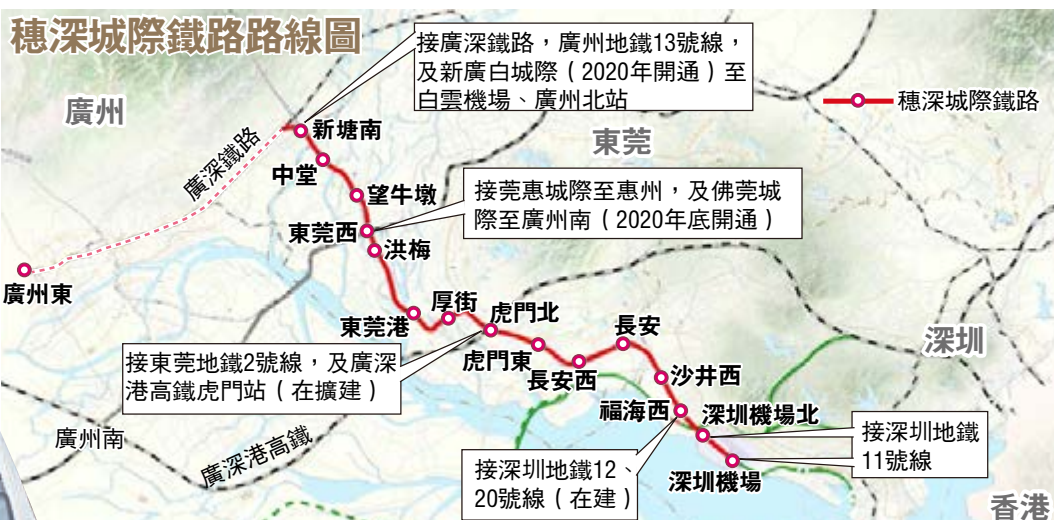 穗深城際鐵路路線圖
接廣深鐵路，廣州地鐵13號線，
及新廣白城際（2020年開通）至
白雲機場、廣州北站
穗深城際鐵路
廣州
東莞
新塘南
廣深鐵路
中堂
望牛墩
接莞惠城際至惠州，及佛莞城
際至廣州南（2020年底開通）
東莞西
洪梅
廣州東
厚街
虎門北
東莞港
長安
深圳
虎門東
接東莞地鐵2號線，及廣深
港高鐵虎門站（在擴建）
長安西
沙井西
福海西
深圳機場北
廣州南
廣深港高鐵
接深圳地鐵
11號線
接深圳地鐵12、
20號線（在建）
深圳機場
香港